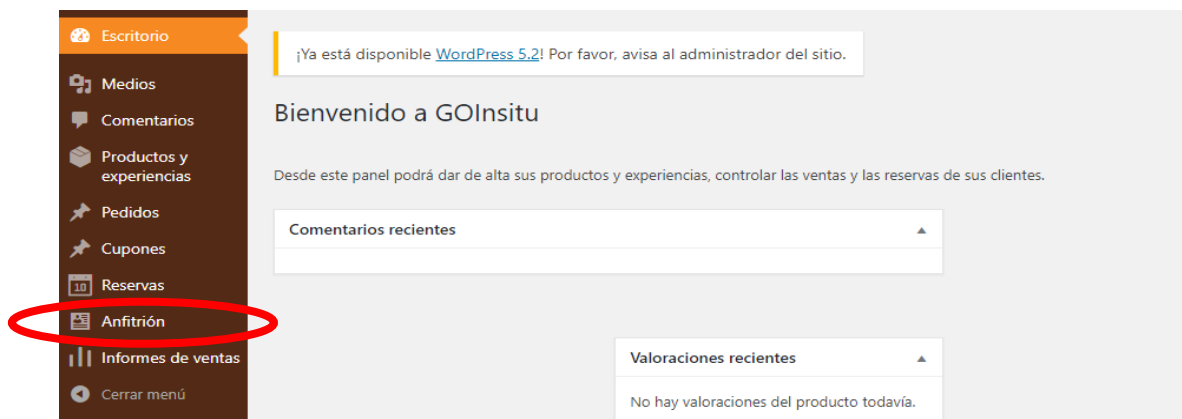 Escritorio
Medios
Comentarios
Productos y
experiencias
Pedidos
Cupones
10
Reservas
Anfitrión
Informes de ventas
Cerrar menú
¡Ya está disponible WordPress 5.2! Por favor, avisa al administrador del sitio.
Bienvenido a GOInsitu
Desde este panel podrá dar de alta sus productos y experiencias, controlar las ventas y las reservas de sus clientes.
Comentarios recientes
Valoraciones recientes
No hay valoraciones del producto todavía.